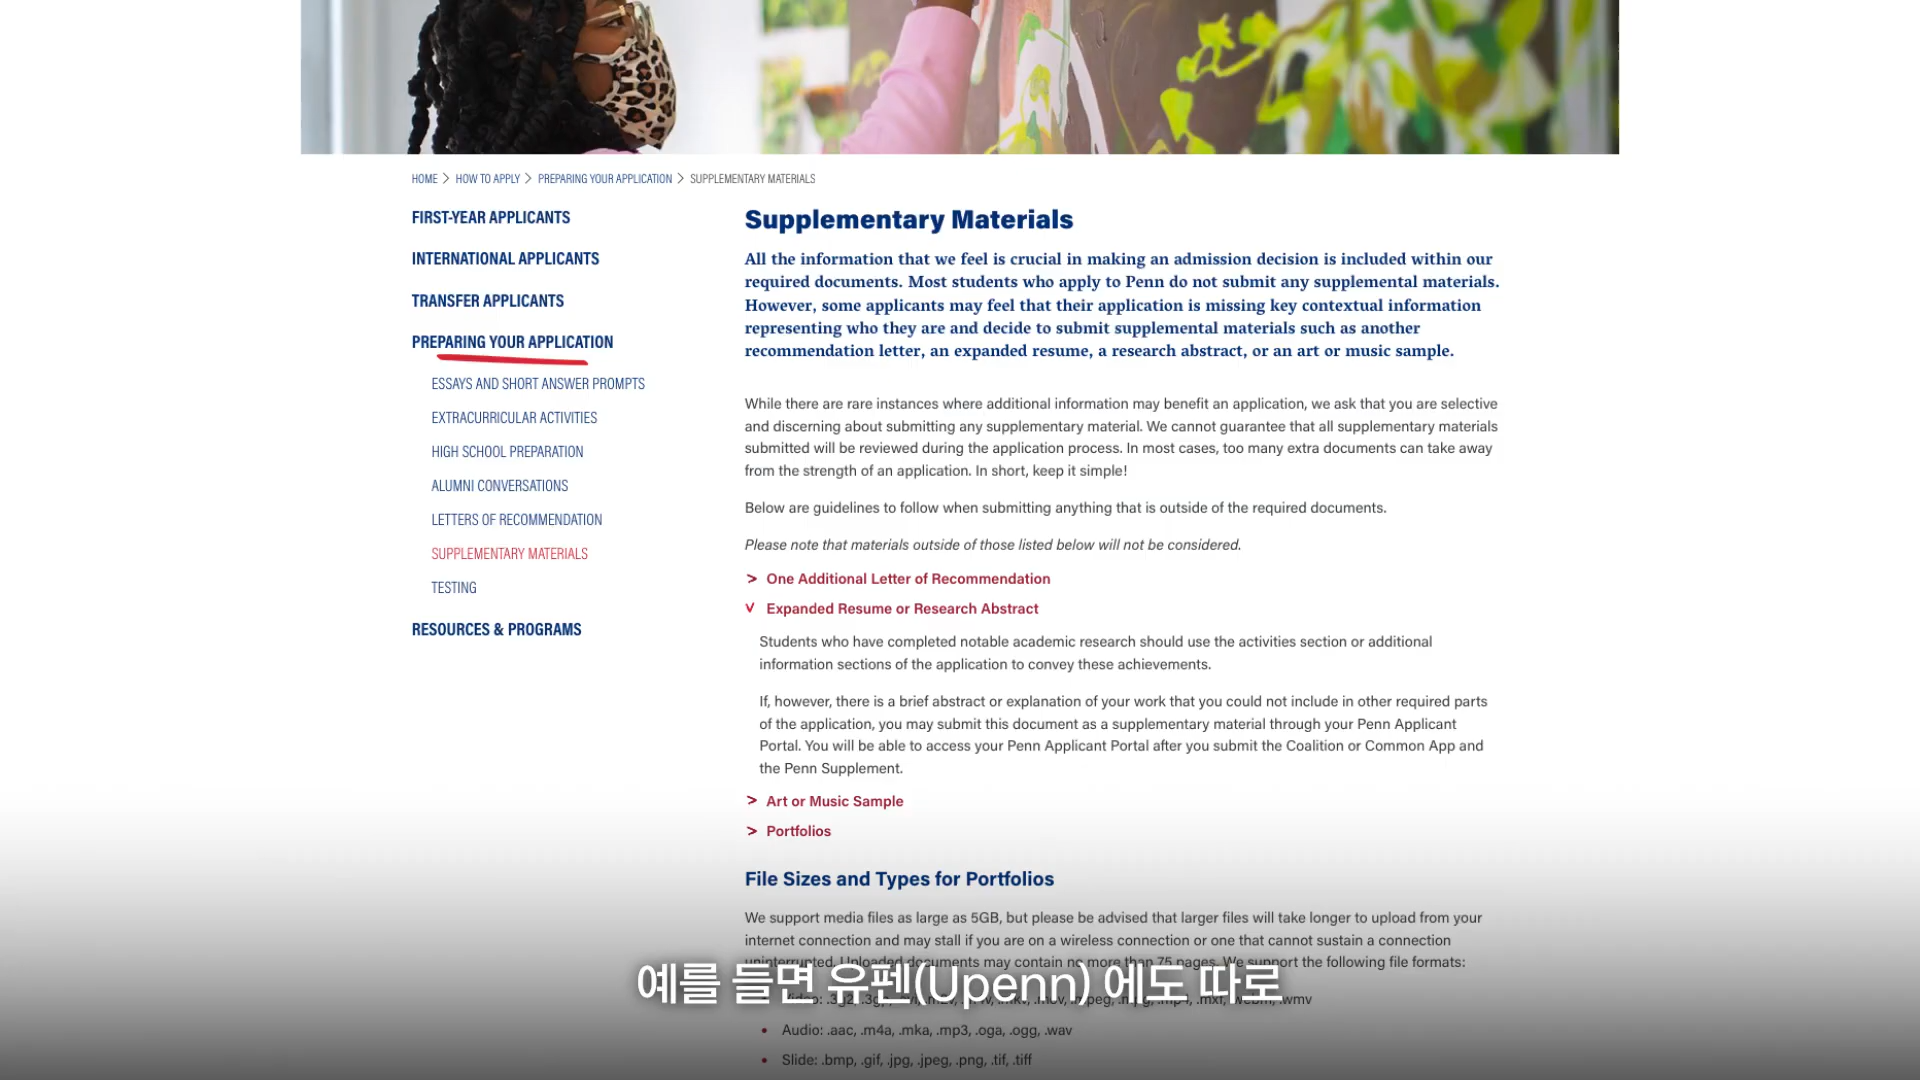 HOME > HOW TO APPLY > PREPARING YOUR APPLICATION > SUPPLEMENTARY MATERIALS
FIRST-YEAR APPLICANTS
INTERNATIONAL APPLICANTS
TRANSFER APPLICANTS
PREPARING YOUR APPLICATION
ESSAYS AND SHORT ANSWER PROMPTS
EXTRACURRICULAR ACTIVITIES
HIGH SCHOOL PREPARATION
ALUMNI CONVERSATIONS
LETTERS OF RECOMMENDATION
SUPPLEMENTARY MATERIALS
TESTING
RESOURCES & PROGRAMS
Supplementary Materials
All the information that we feel is crucial in making an admission decision is included within our
required documents. Most students who apply to Penn do not submit any supplemental materials.
However, some applicants may feel that their application is missing key contextual information
representing who they are and decide to submit supplemental materials such as another
recommendation letter, an expanded resume, a research abstract, or an art or music sample.
While there are rare instances where additional information may benefit an application, we ask that you are selective
and discerning about submitting any supplementary material. We cannot guarantee that all supplementary materials
submitted will be reviewed during the application process. In most cases, too many extra documents can take away
from the strength of an application. In short, keep it simple!
Below are guidelines to follow when submitting anything that is outside of the required documents.
Please note that materials outside of those listed below will not be considered.
> One Additional Letter of Recommendation
Expanded Resume or Research Abstract
Students who have completed notable academic research should use the activities section or additional
information sections of the application to convey these achievements.
If, however, there is a brief abstract or explanation of your work that you could not include in other required parts
of the application, you may submit this document as a supplementary material through your Penn Applicant
Portal. You will be able to access your Penn Applicant Portal after you submit the Coalition or Common App and
the Penn Supplement.
> Art or Music Sample
> Portfolios
File Sizes and Types for Portfolios
We support media files as large as 5GB, but please be advised that larger files will take longer to upload from your
internet connection and may stall if you are on a wireless connection or one that cannot sustain a connection
uninterrupted. Uploaded documents may contain no more than 75 pages. We support the following file formats:
예를 들면 유펜(Upenn) 에도 따로
.wmv
• Audio: .aac, .m4a, .mka, .mp3, .oga, .ogg, .wav
• Slide: .bmp, .gif, .jpg, .jpeg, .png, .tif, .tiff